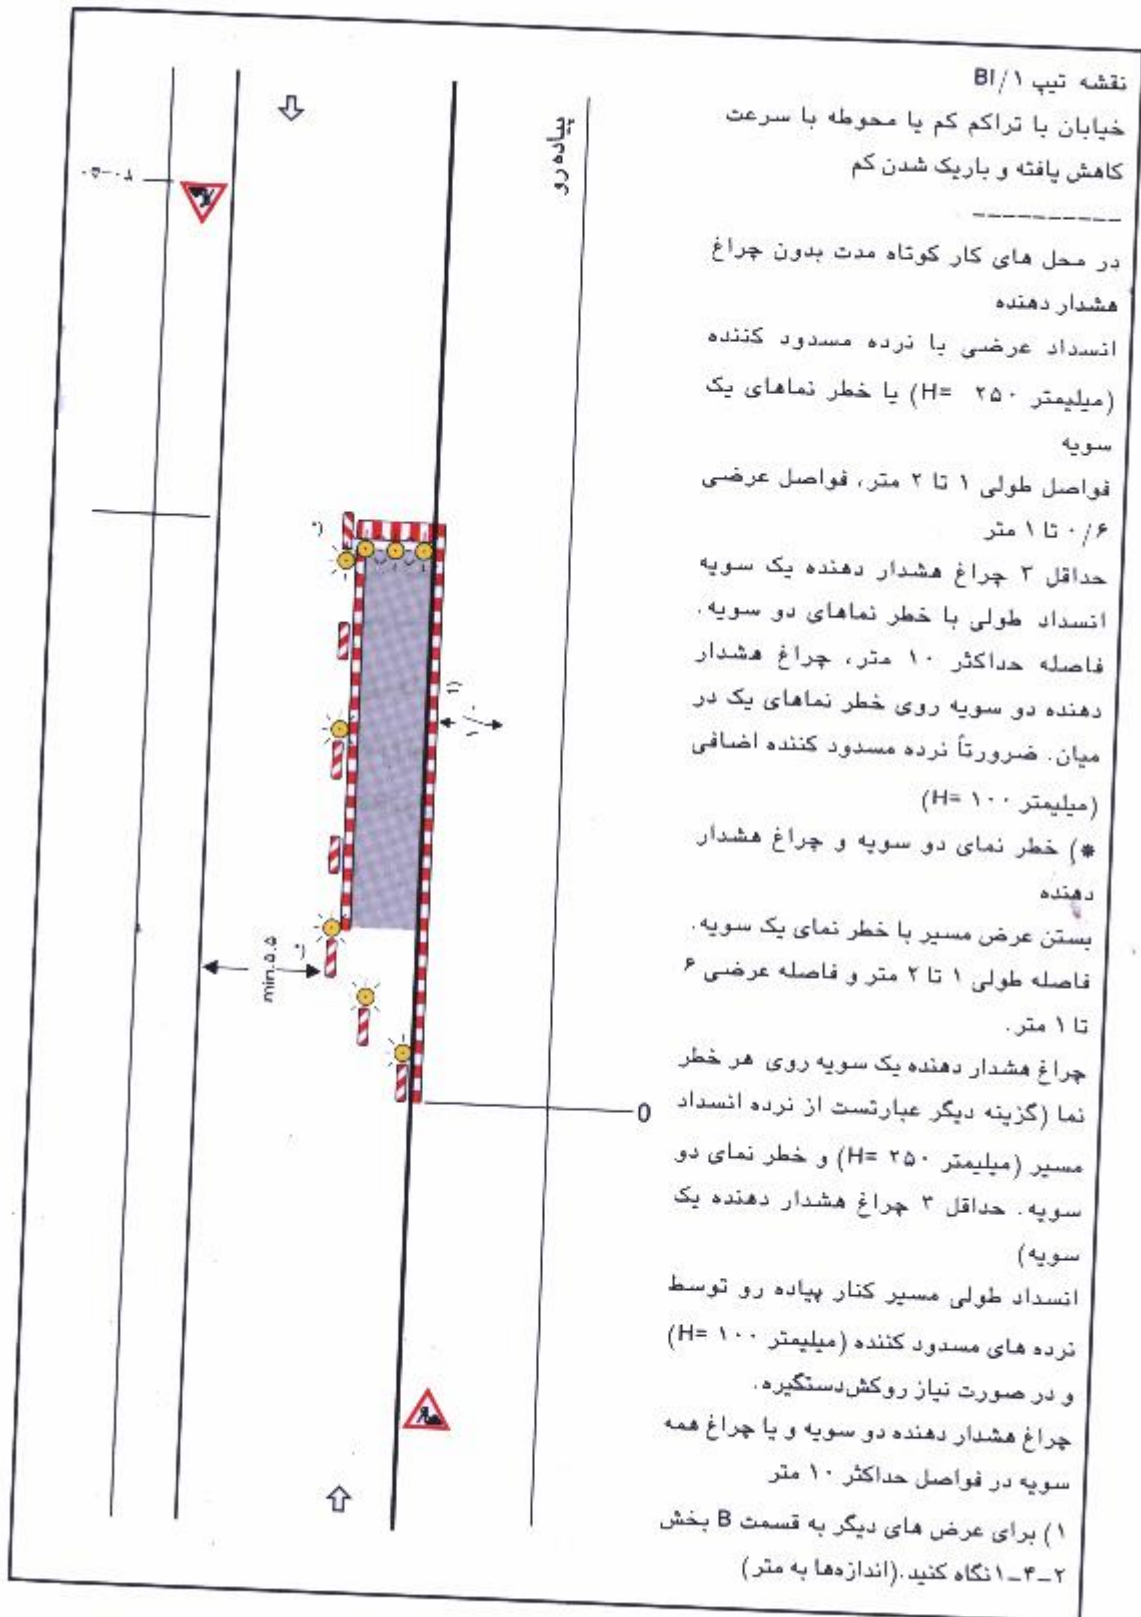 نقشه تیپ BI/۱
خیابان با تراکم کم یا محوطه با سرعت
کاهش یافته و باریک شدن کم
----------
در محل های کار کوتاه مدت بدون چراغ
هشدار دهنده
انسداد عرضی با نرده مسدود کننده
(میلیمتر ۲۵۰ =H) یا خطر نماهای یک
سویه
فواصل طولی ۱ تا ۲ متر، فواصل عرضی
۰/۶ تا ۱ متر
حداقل ۳ چراغ هشدار دهنده یک سویه
انسداد طولی با خطر نماهای دو سویه.
فاصله حداکثر ۱۰ متر، چراغ هشدار
دهنده دو سویه روی خطر نماهای یک در
میان. ضرورتاً نرده مسدود کننده اضافی
(میلیمتر ۱۰۰ =H)
*) خطر نمای دو سویه و چراغ هشدار
دهنده
بستن عرض مسیر با خطر نمای یک سویه.
فاصله طولی ۱ تا ۲ متر و فاصله عرضی ۶
تا ۱ متر.
چراغ هشدار دهنده یک سویه روی هر خطر
نما (گزینه دیگر عبارتست از نرده انسداد
مسیر (میلیمتر ۲۵۰ =H) و خطر نمای دو
سویه. حداقل ۳ چراغ هشدار دهنده یک
سویه)
انسداد طولی مسیر کنار پیاده رو توسط
نرده های مسدود کننده (میلیمتر ۱۰۰ =H)
و در صورت نیاز روکش دستگیره.
چراغ هشدار دهنده دو سویه و یا چراغ همه
سویه در فواصل حداکثر ۱۰ متر
۱) برای عرض های دیگر به قسمت B بخش
۲-۴-۱ نگاه کنید.(اندازه‌ها به متر)
پیاده رو
۳۰-۵۰
min.۵.۵
0